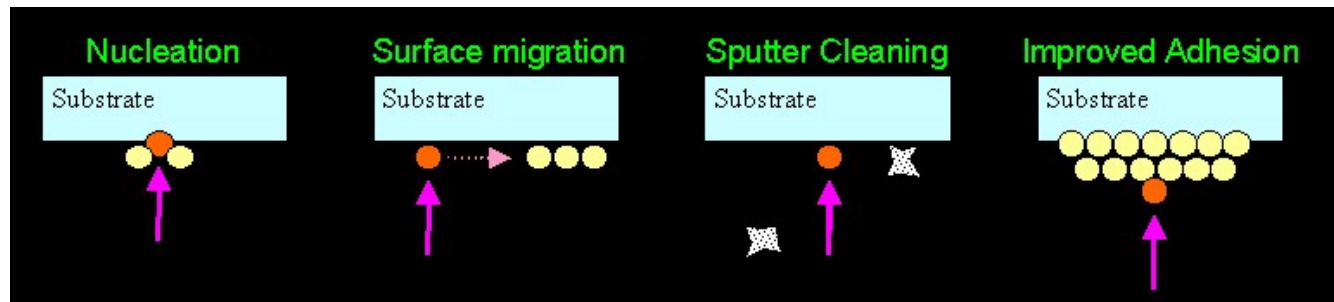 Nucleation
Surface migration
Sputter Cleaning
Improved Adhesion
Substrate
Substrate
Substrate
Substrate